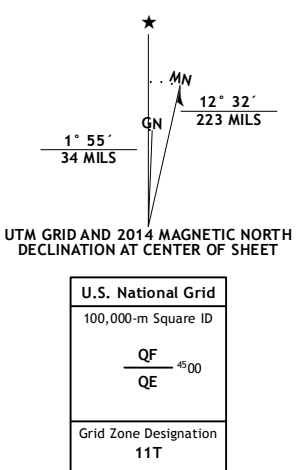 ★
MN
GN
12° 32´
223 MILS
1° 55´
34 MILS
UTM GRID AND 2014 MAGNETIC NORTH
DECLINATION AT CENTER OF SHEET
U.S. National Grid
100,000-m Square ID
QF
4500
QE
Grid Zone Designation
11T